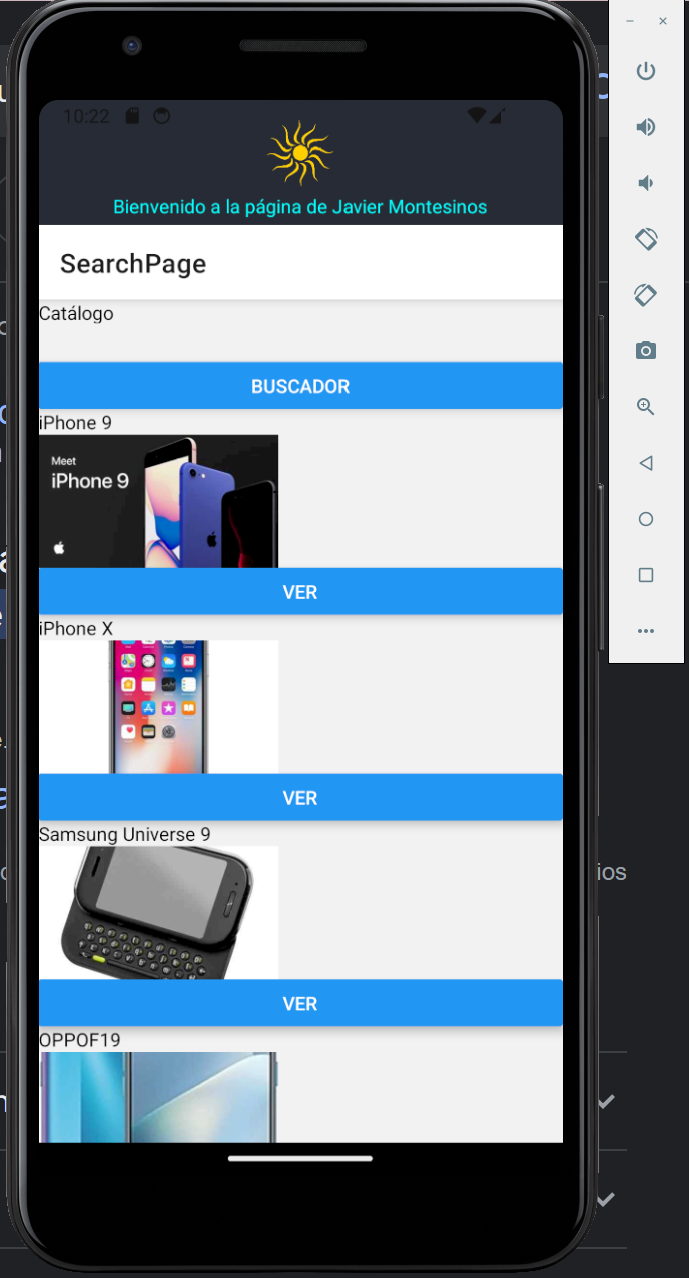 10:22
Bienvenido a la página de Javier Montesinos
SearchPage
Catálogo
BUSCADOR
iPhone 9
Meet
iPhone 9
VER
iPhone X
VER
Samsung Universe 9
VER
OPPOF19
ios